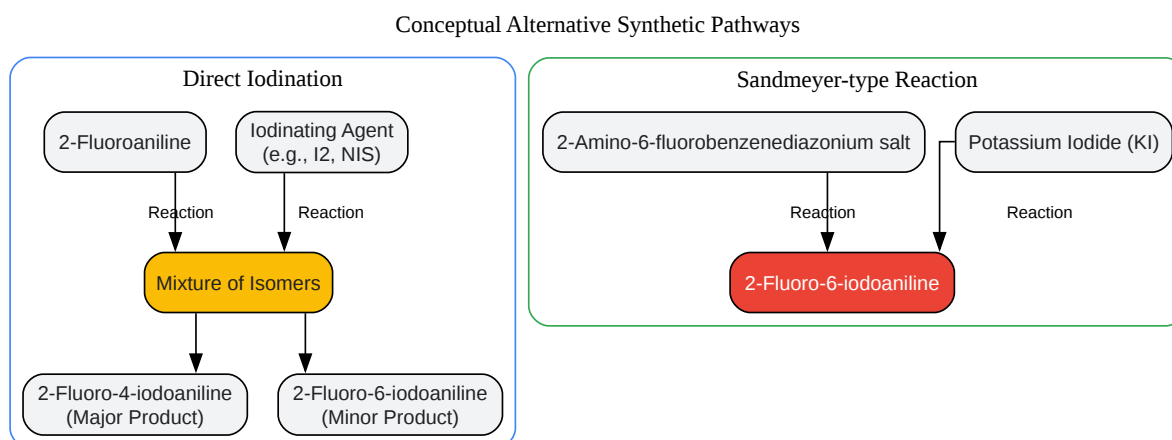 Conceptual Alternative Synthetic Pathways
Direct Iodination
2-Fluoroaniline
Iodinating Agent
(e.g., I2, NIS)
Reaction
Reaction
Mixture of Isomers
2-Fluoro-4-iodoaniline
(Major Product)
2-Fluoro-6-iodoaniline
(Minor Product)
Sandmeyer-type Reaction
2-Amino-6-fluorobenzenediazonium salt
Potassium Iodide (KI)
Reaction
Reaction
2-Fluoro-6-iodoaniline